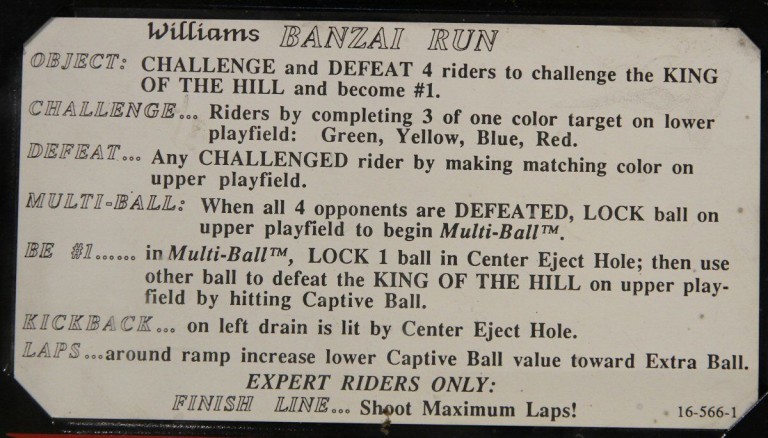 Williams BANZAI RUN
OBJECT: CHALLENGE and DEFEAT 4 riders to challenge the KING
OF THE HILL and become #1.
CHALLENGE... Riders by completing 3 of one color target on lower
playfield: Green, Yellow, Blue, Red.
DEFEAT... Any CHALLENGED rider by making matching color on
upper playfield.
MULTI-BALL: When all 4 opponents are DEFEATED, LOCK ball on
upper playfield to begin Multi-Ball™.
BE #1...... in Multi-Ball™, LOCK 1 ball in Center Eject Hole; then use
other ball to defeat the KING OF THE HILL on upper play-
field by hitting Captive Ball.
KICKBACK... on left drain is lit by Center Eject Hole.
LAPS...around ramp increase lower Captive Ball value toward Extra Ball.
EXPERT RIDERS ONLY:
FINISH LINE... Shoot Maximum Laps! 16-566-1